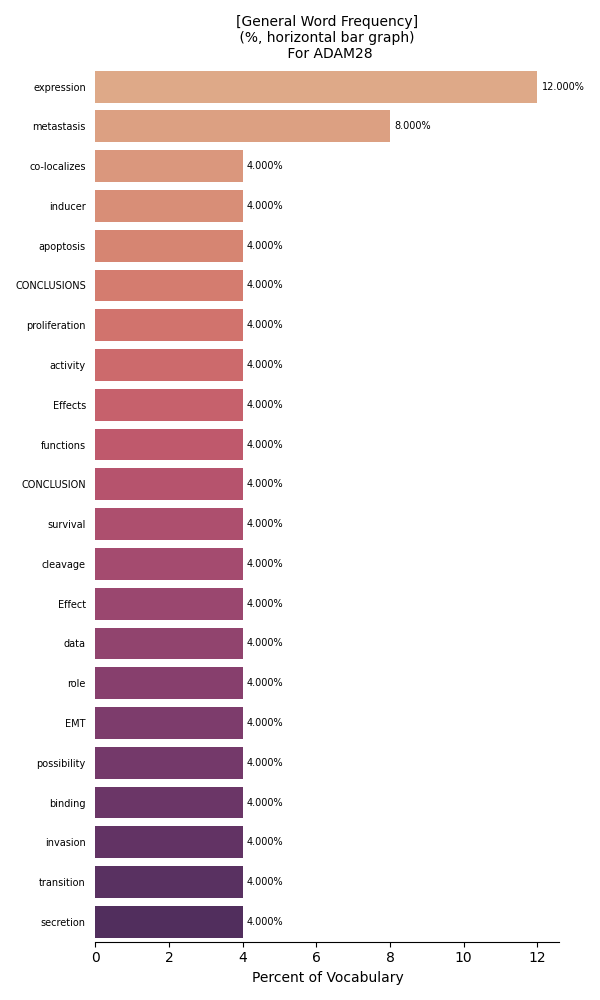 [General Word Frequency]
(%, horizontal bar graph)
For ADAM28
expression 12.000%
metastasis 8.000%
co-localizes 4.000%
inducer 4.000%
apoptosis 4.000%
CONCLUSIONS 4.000%
proliferation 4.000%
activity 4.000%
Effects 4.000%
functions 4.000%
CONCLUSION 4.000%
survival 4.000%
cleavage 4.000%
Effect 4.000%
data 4.000%
role 4.000%
EMT 4.000%
possibility 4.000%
binding 4.000%
invasion 4.000%
transition 4.000%
secretion 4.000%
0 2 4 6 8 10 12
Percent of Vocabulary